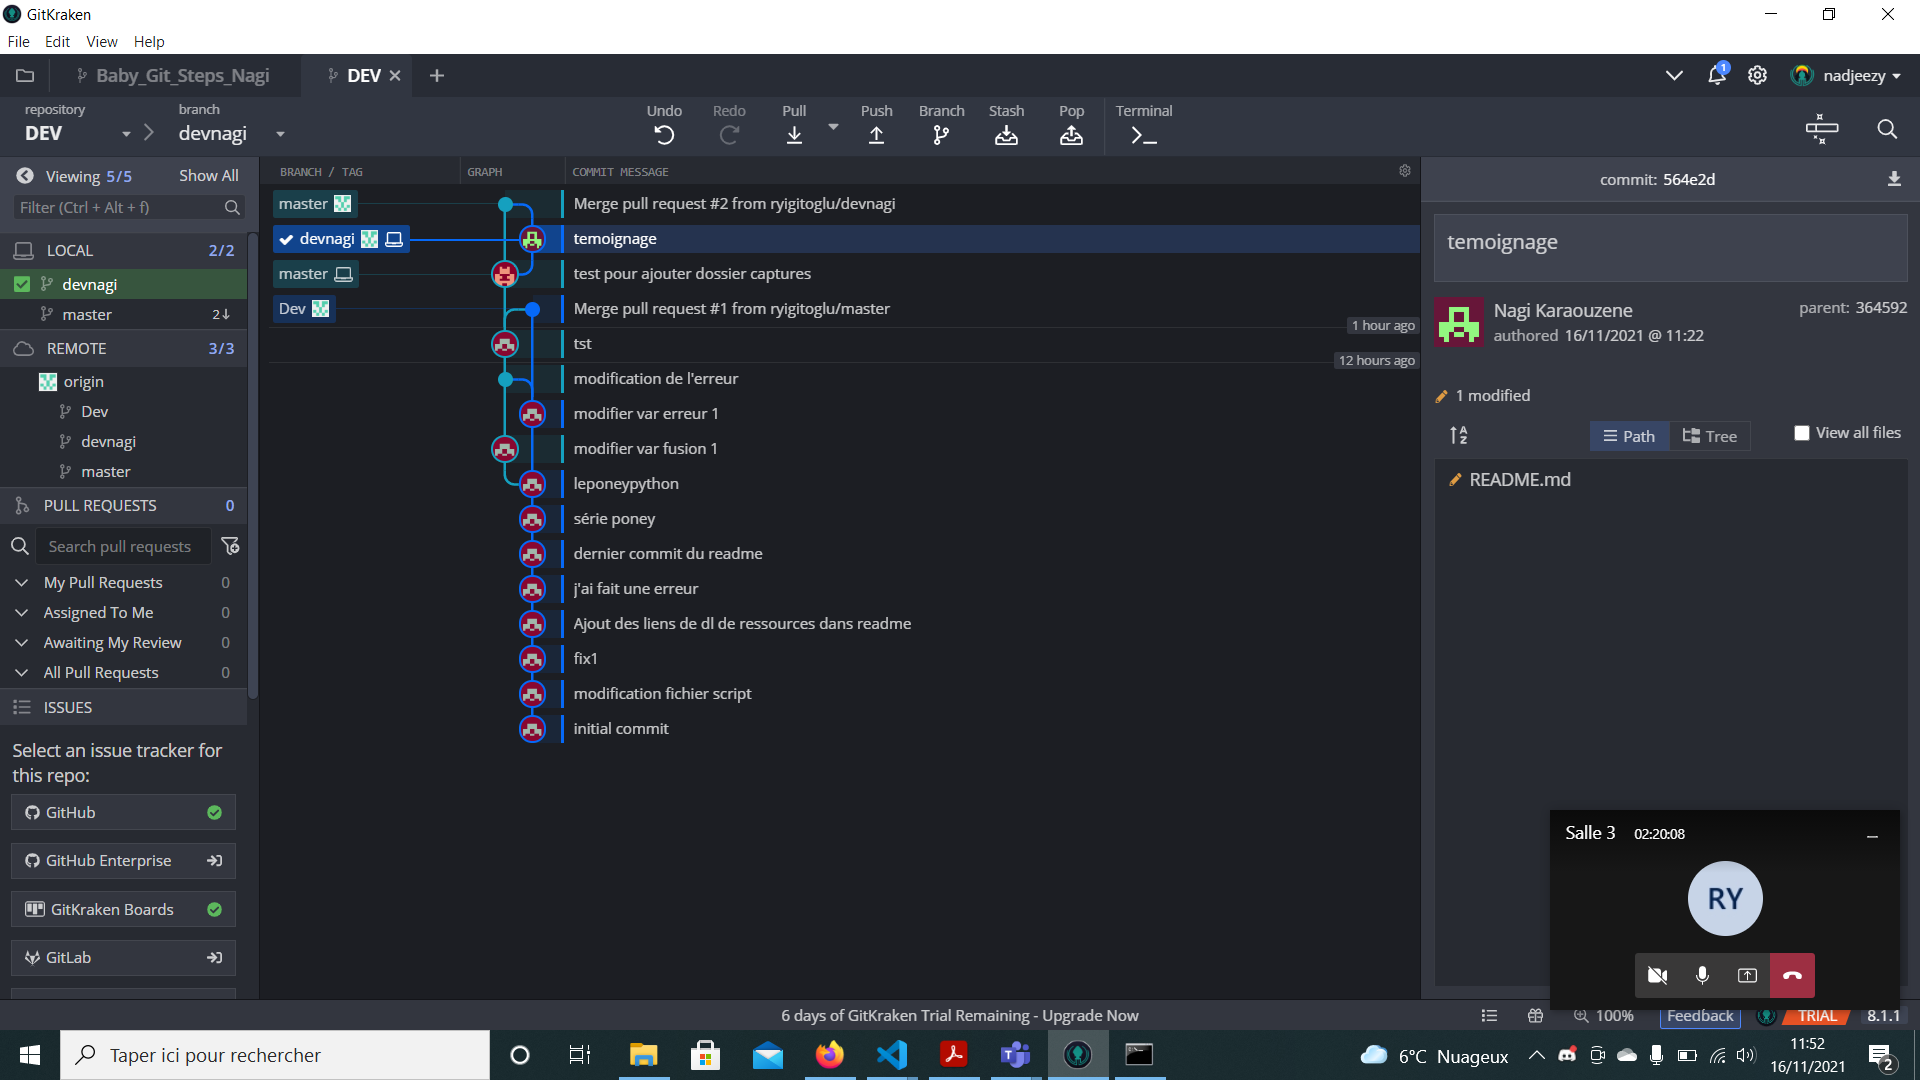 GitKraken
File Edit View Help
Baby_Git_Steps_Nagi
DEV
1
nadjeezy
repository
DEV
branch
devnagi
Undo
Redo
Pull
Push
Branch
Stash
Pop
Terminal
Viewing 5/5
Show All
Filter (Ctrl + Alt + f)
LOCAL 2/2
devnagi
master 2↓
REMOTE 3/3
origin
Dev
devnagi
master
PULL REQUESTS 0
Search pull requests
My Pull Requests 0
Assigned To Me 0
Awaiting My Review 0
All Pull Requests 0
ISSUES
Select an issue tracker for
this repo:
GitHub
GitHub Enterprise
GitKraken Boards
GitLab
BRANCH / TAG GRAPH COMMIT MESSAGE
master Merge pull request #2 from ryigitoglu/devnagi
devnagi temoignage
master test pour ajouter dossier captures
Dev Merge pull request #1 from ryigitoglu/master
1 hour ago
tst
12 hours ago
modification de l'erreur
modifier var erreur 1
modifier var fusion 1
leponeypython
série poney
dernier commit du readme
j'ai fait une erreur
Ajout des liens de dl de ressources dans readme
fix1
modification fichier script
initial commit
commit: 564e2d
temoignage
Nagi Karaouzene
authored 16/11/2021 @ 11:22
parent: 364592
1 modified
Path
Tree
View all files
README.md
Salle 3 02:20:08
RY
6 days of GitKraken Trial Remaining - Upgrade Now
100%
Feedback
TRIAL
8.1.1
Taper ici pour rechercher
6°C Nuageux
11:52
16/11/2021
2